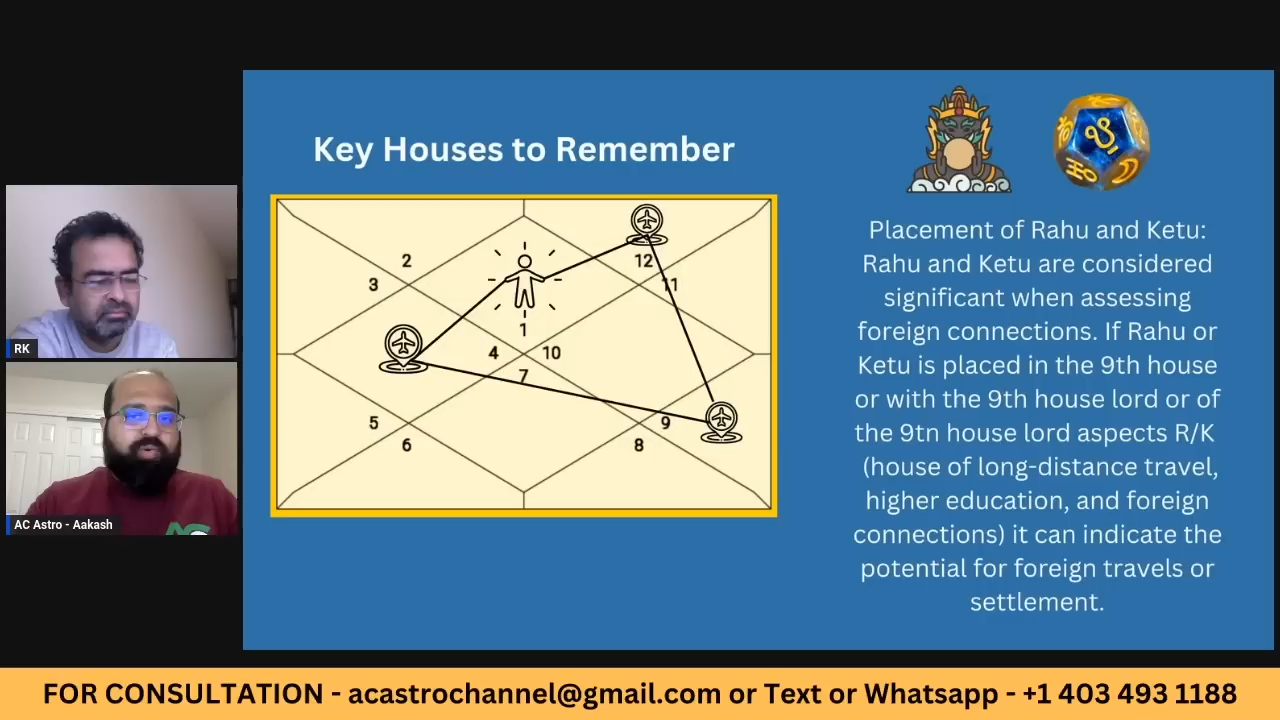 Key Houses to Remember
2
12
3
11
1
4
10
7
5
9
6
8
Placement of Rahu and Ketu:
Rahu and Ketu are considered
significant when assessing
foreign connections. If Rahu or
Ketu is placed in the 9th house
or with the 9th house lord or of
the 9tn house lord aspects R/K
(house of long-distance travel,
higher education, and foreign
connections) it can indicate the
potential for foreign travels or
settlement.
RK
AC Astro - Aakash
FOR CONSULTATION - acastrochannel@gmail.com or Text or Whatsapp - +1 403 493 1188